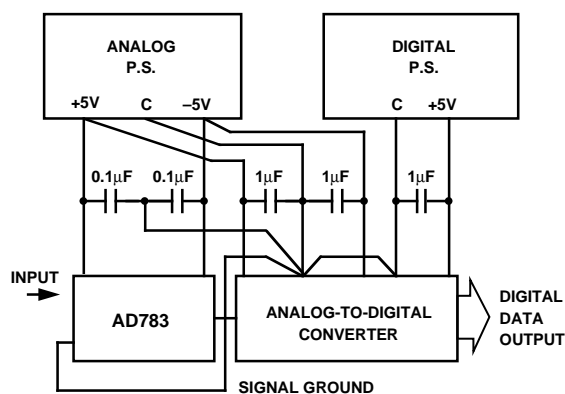 ANALOG
P.S.
DIGITAL
P.S.
+5V C –5V
C +5V
0.1µF 0.1µF 1µF 1µF 1µF
INPUT
AD783
ANALOG-TO-DIGITAL
CONVERTER
DIGITAL
DATA
OUTPUT
SIGNAL GROUND